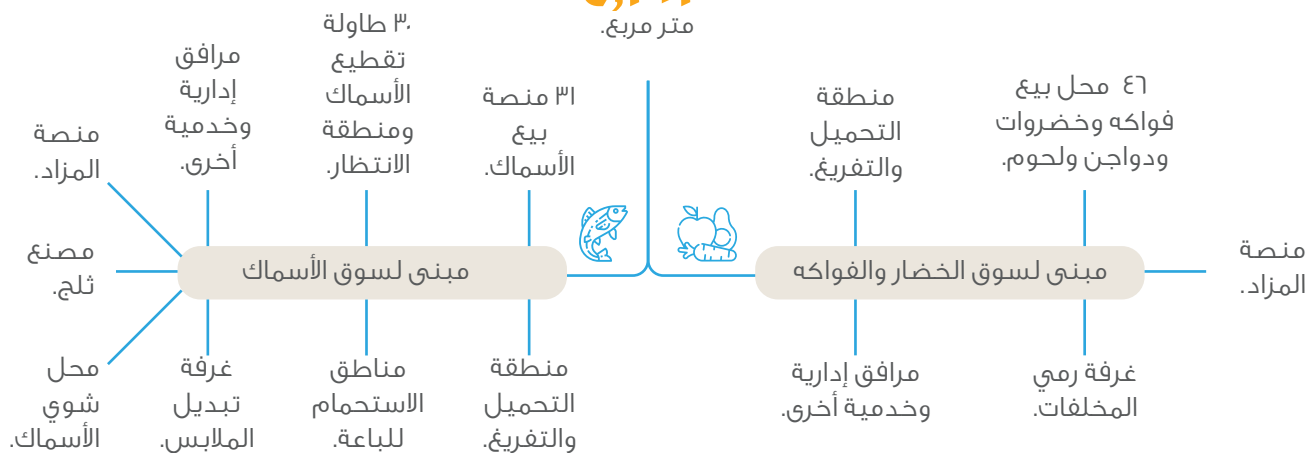 متر مربع.
٤٦ محل بيع
فواكه وخضروات
ودواجن ولحوم.
منطقة
التحميل
والتفريغ.
منصة
المزاد.
مبنى لسوق الخضار والفواكه
غرفة رمي
المخلفات.
مرافق إدارية
وخدمية أخرى.
٣١ منصة
بيع
الأسماك.
٣٠ طاولة
تقطيع
الأسماك
ومنطقة
الانتظار.
مرافق
إدارية
وخدمية
أخرى.
منصة
المزاد.
مبنى لسوق الأسماك
مصنع
ثلج.
منطقة
التحميل
والتفريغ.
مناطق
الاستحمام
للباعة.
غرفة
تبديل
الملابس.
محل
شوي
الأسماك.